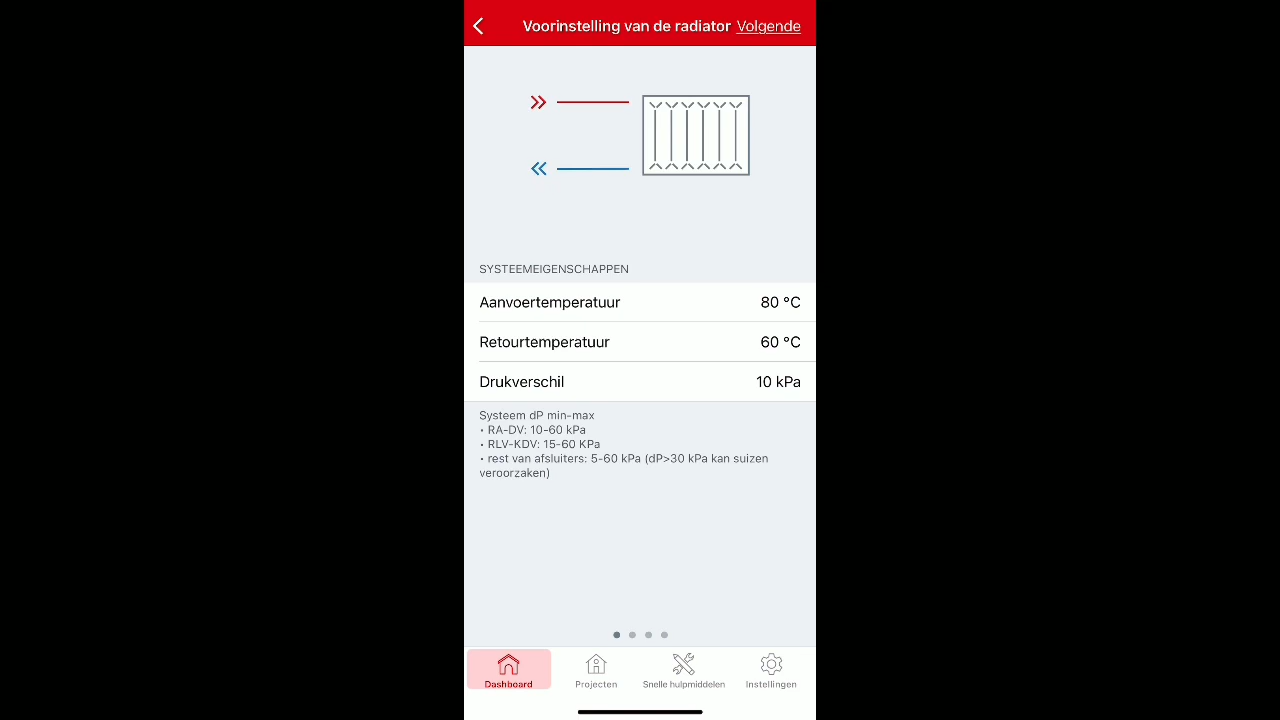 Voorinstelling van de radiator Volgende
SYSTEEMEIGENSCHAPPEN
Aanvoertemperatuur 80 °C
Retourtemperatuur 60 °C
Drukverschil 10 kPa
Systeem dP min-max
• RA-DV: 10-60 kPa
• RLV-KDV: 15-60 KPa
• rest van afsluiters: 5-60 kPa (dP>30 kPa kan suizen
veroorzaken)
Dashboard Projecten Snelle hulpmiddelen Instellingen